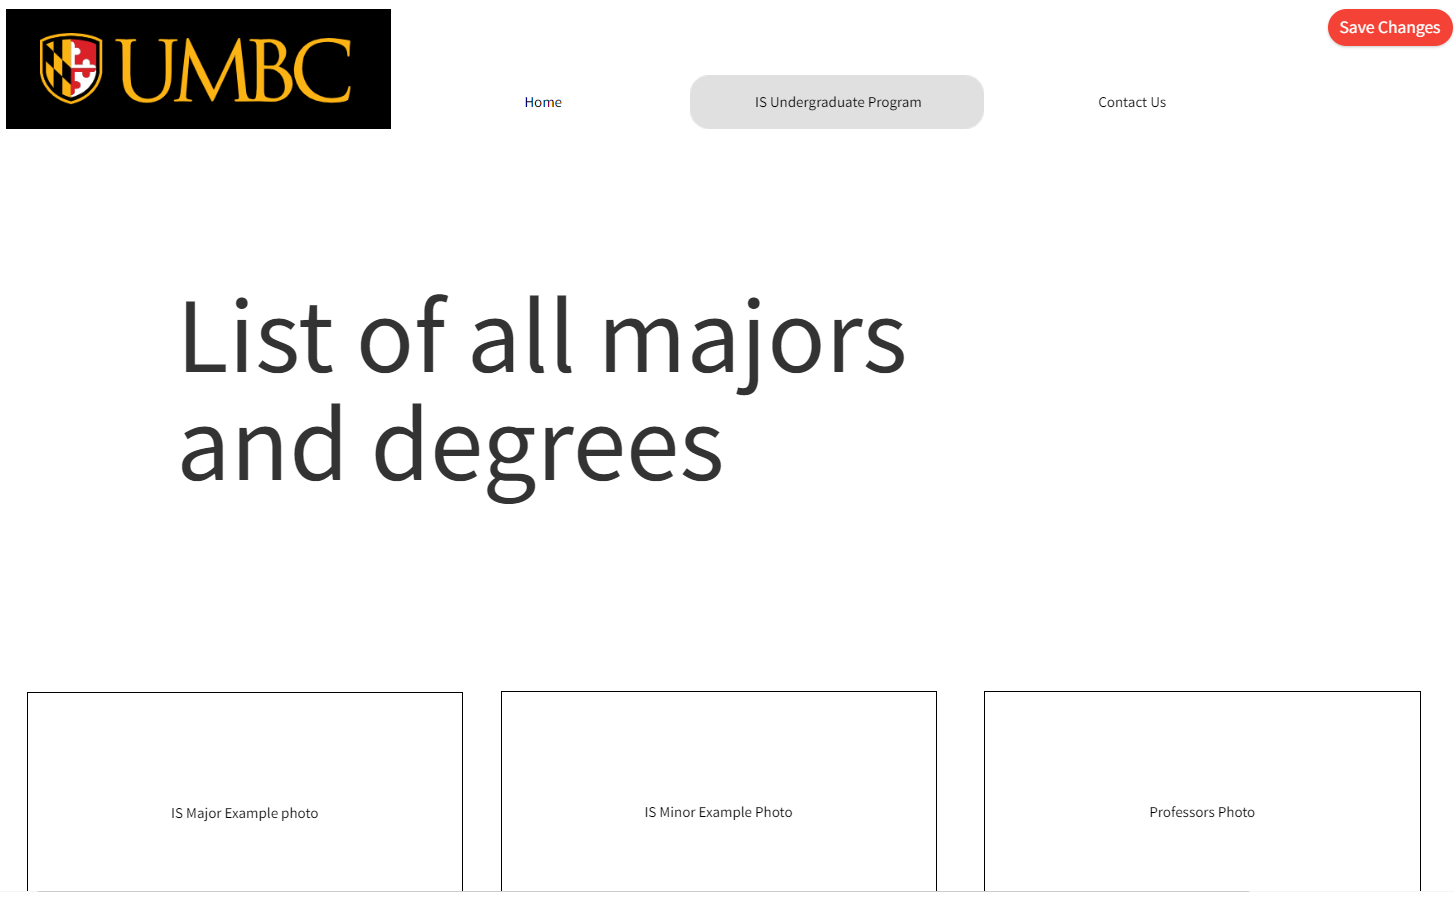 UMBC
Save Changes
Home
IS Undergraduate Program
Contact Us
List of all majors
and degrees
IS Major Example photo
IS Minor Example Photo
Professors Photo